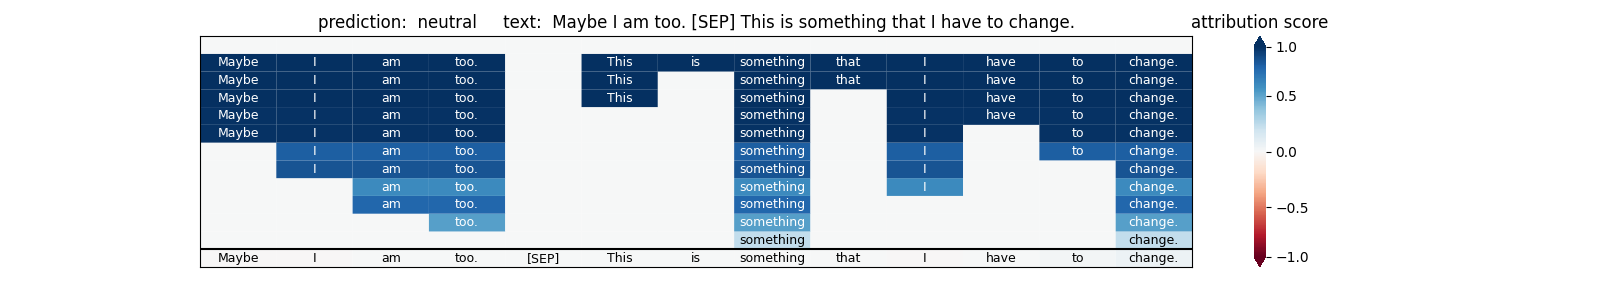 prediction:  neutral     text:  Maybe I am too. [SEP] This is something that I have to change.     attribution score
Maybe I am too. This is something that I have to change. 1.0
Maybe I am too. This something that I have to change.
Maybe I am too. This something I have to change. 0.5
Maybe I am too. something I have to change.
Maybe I am too. something I to change.
I am too. something I to change. 0.0
I am too. something I change.
am too. something I change.
am too. something change. −0.5
too. something change.
something change.
Maybe I am too. [SEP] This is something that I have to change. −1.0